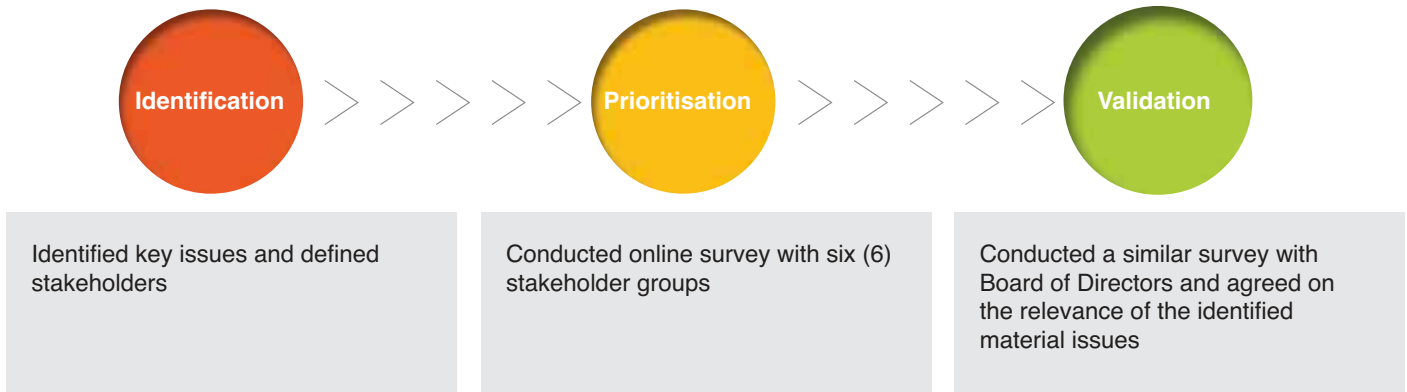 Identification
Prioritisation
Validation
Identified key issues and defined
stakeholders
Conducted online survey with six (6)
stakeholder groups
Conducted a similar survey with
Board of Directors and agreed on
the relevance of the identified
material issues